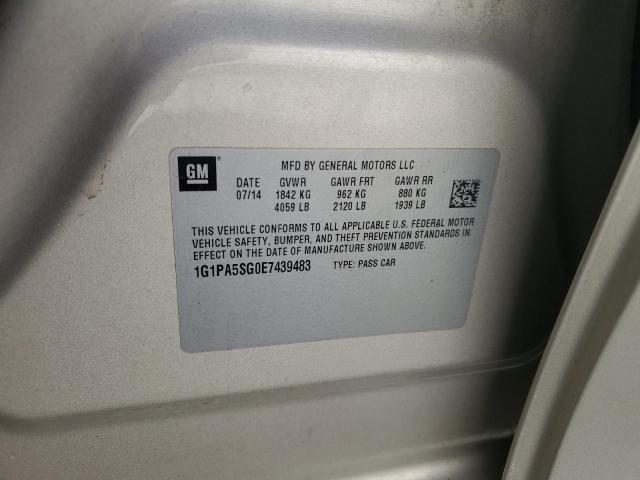 GM
MFD BY GENERAL MOTORS LLC
DATE GVWR GAWR FRT GAWR RR
07/14 1842 KG 962 KG 880 KG
4059 LB 2120 LB 1939 LB
THIS VEHICLE CONFORMS TO ALL APPLICABLE U.S. FEDERAL MOTOR
VEHICLE SAFETY, BUMPER, AND THEFT PREVENTION STANDARDS IN
EFFECT ON THE DATE OF MANUFACTURE SHOWN ABOVE.
1G1PA5SG0E7439483 TYPE: PASS CAR